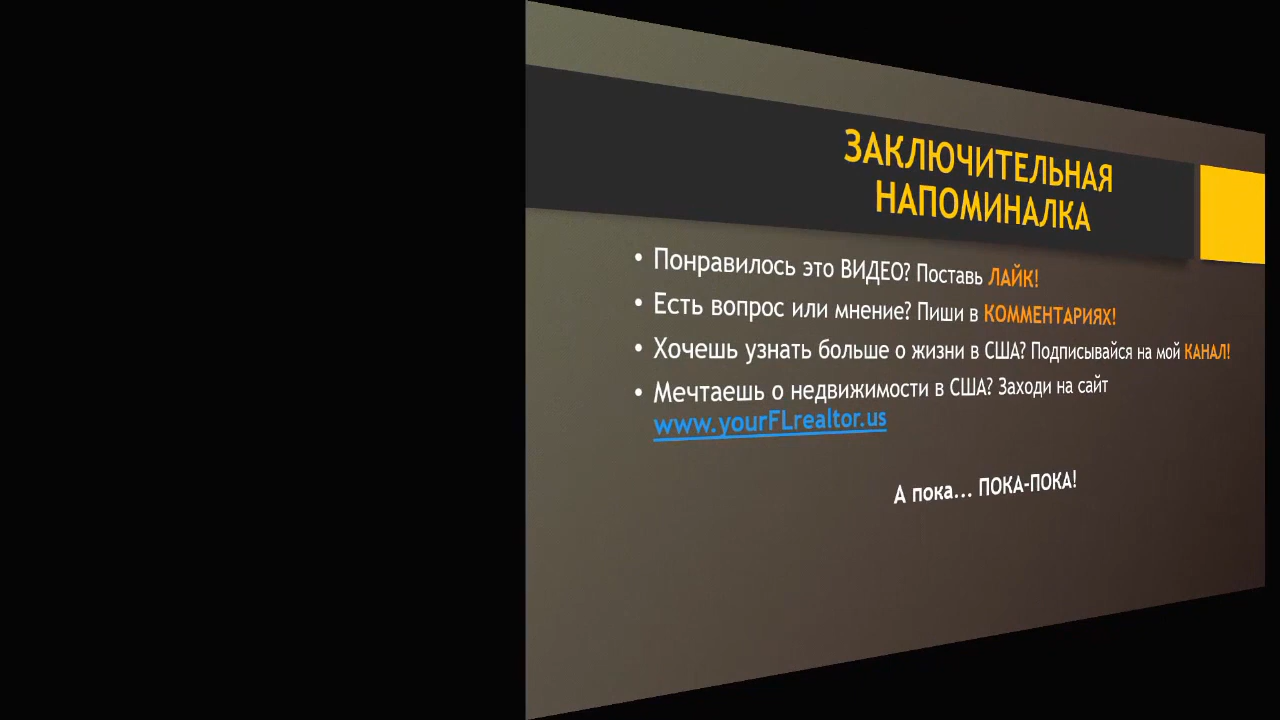 ЗАКЛЮЧИТЕЛЬНАЯ
НАПОМИНАЛКА
• Понравилось это ВИДЕО? Поставь ЛАЙК!
• Есть вопрос или мнение? Пиши в КОММЕНТАРИЯХ!
• Хочешь узнать больше о жизни в США? Подписывайся на мой КАНАЛ!
• Мечтаешь о недвижимости в США? Заходи на сайт
www.yourFLrealtor.us
А пока... ПОКА-ПОКА!